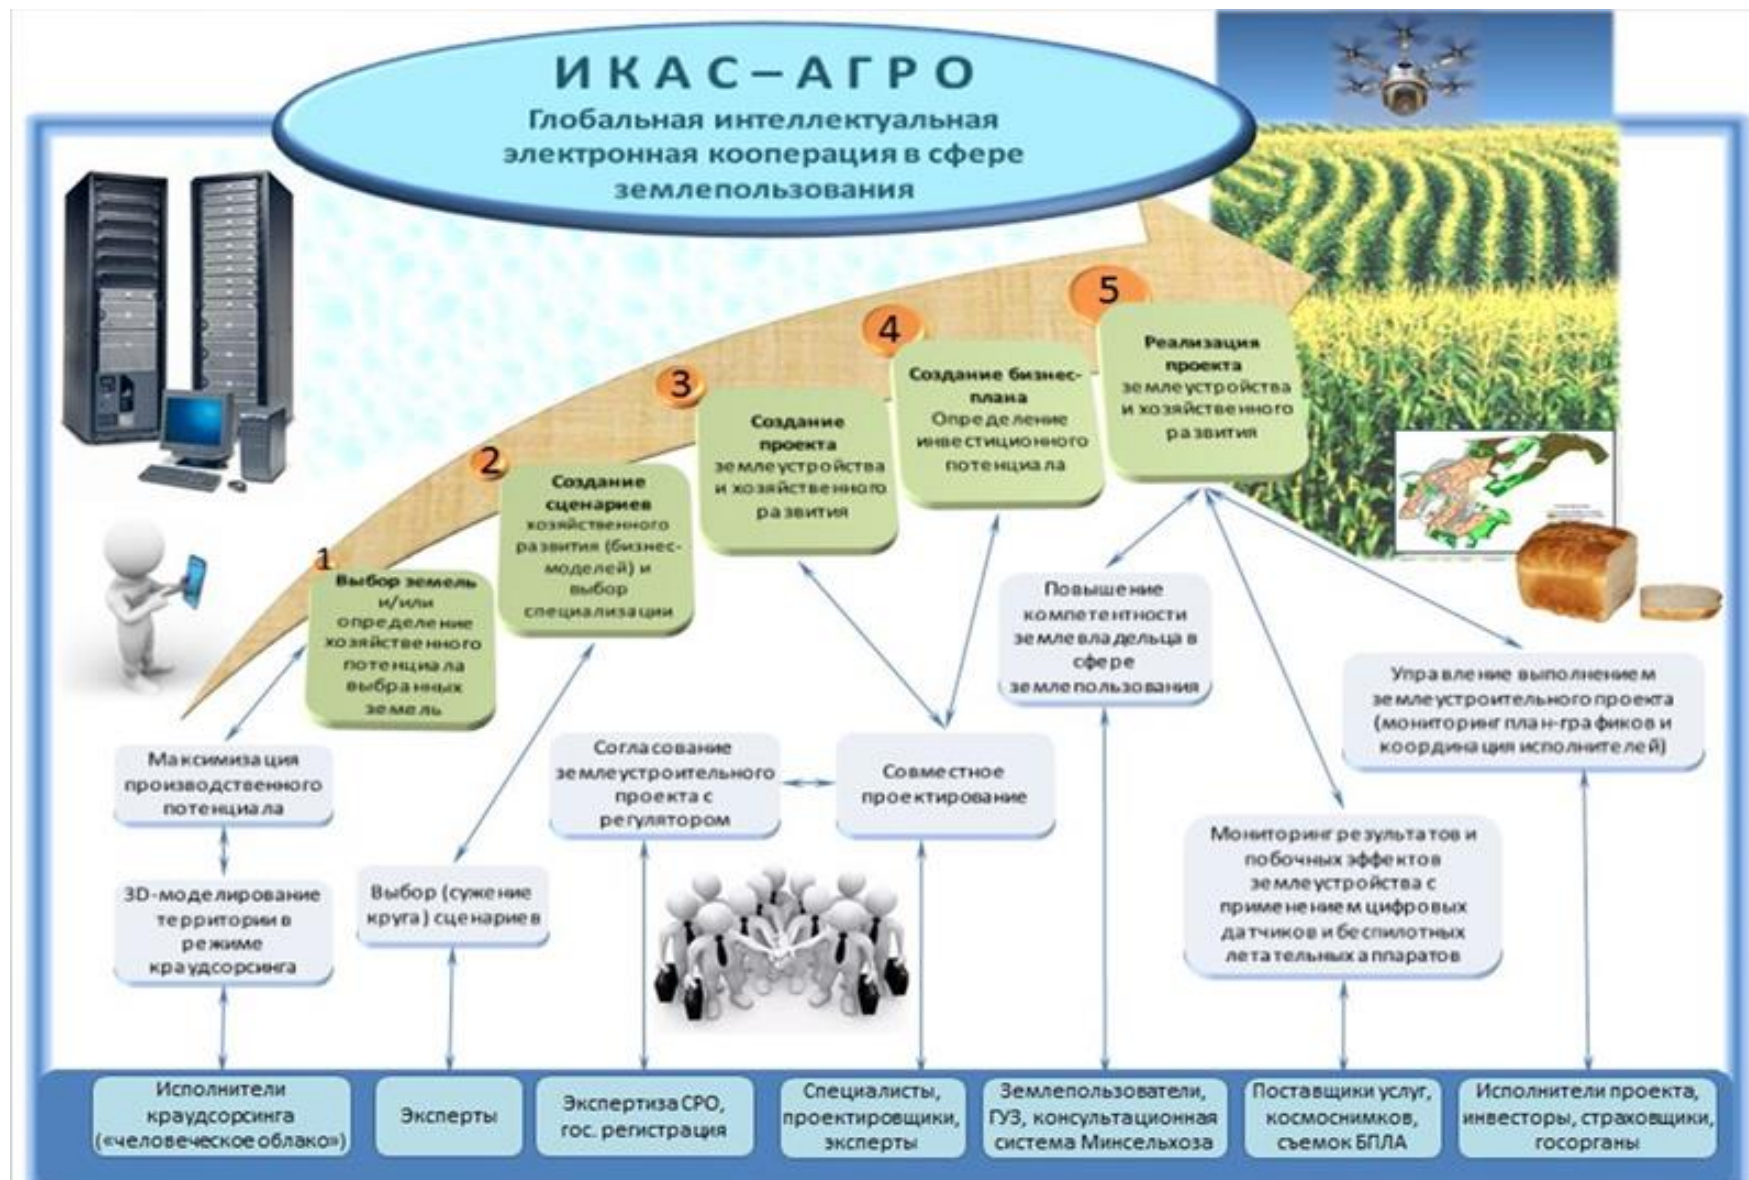 И К А С – А Г Р О
Глобальная интеллектуальная
электронная кооперация в сфере
землепользования
1
Выбор земель
и/или
определение
хозяйственного
потенциала
выбранных
земель
2
Создание
сценариев
хозяйственного
развития (бизнес-
моделей) и
выбор
специализации
3
Создание
проекта
землеустройства
и хозяйственного
развития
4
Создание бизнес-
плана
Определение
инвестиционного
потенциала
5
Реализация
проекта
землеустройства
и хозяйственного
развития
Максимизация
производственного
потенциала
3D-моделирование
территории в
режиме
краудсорсинга
Выбор (сужение
круга) сценариев
Согласование
землеустроительного
проекта с
регулятором
Совместное
проектирование
Повышение
компетентности
землевладельца в
сфере
землепользования
Мониторинг результатов и
побочных эффектов
землеустройства с
применением цифровых
датчиков и беспилотных
летательных аппаратов
Управление выполнением
землеустроительного проекта
(мониторинг план-графиков и
координация исполнителей)
Исполнители
краудсорсинга
(«человеческое облако»)
Эксперты
Экспертиза СРО,
гос. регистрация
Специалисты,
проектировщики,
эксперты
Землепользователи,
ГУЗ, консультационная
система Минсельхоза
Поставщики услуг,
космоснимков,
съемок БПЛА
Исполнители проекта,
инвесторы, страховщики,
госорганы